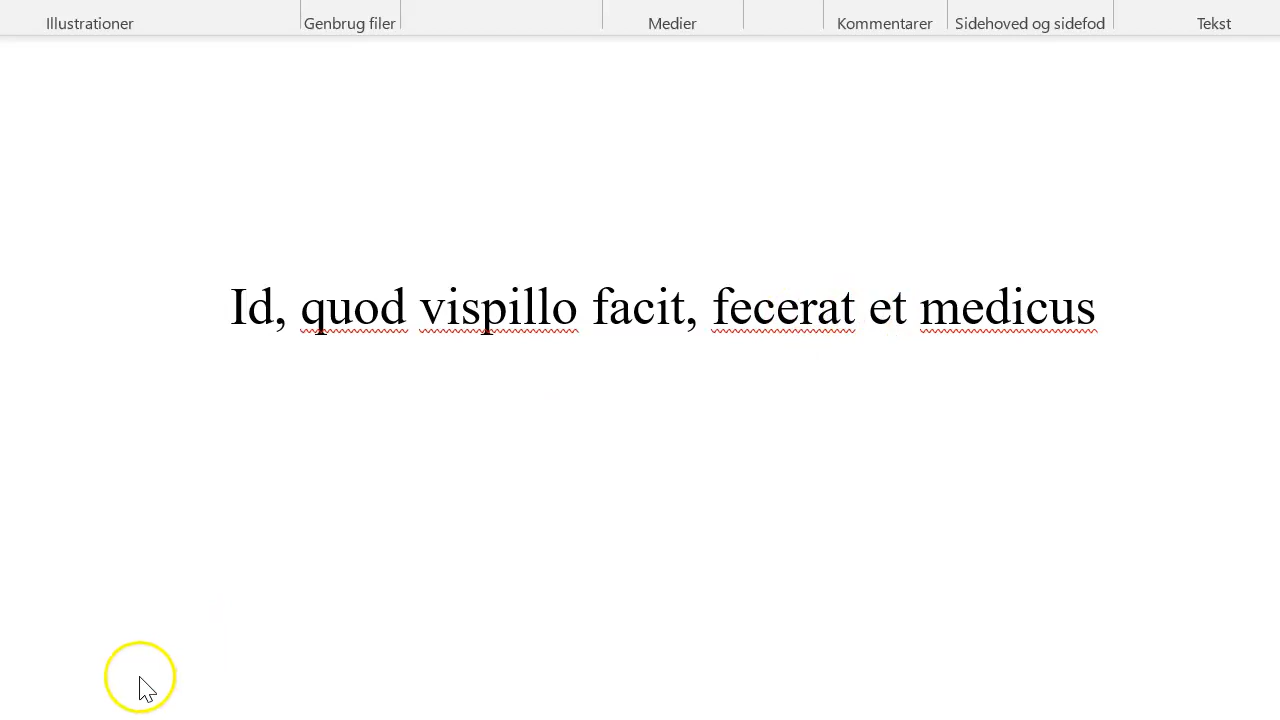 Illustrationer Genbrug filer Medier Kommentarer Sidehoved og sidefod Tekst
Id, quod vispillo facit, fecerat et medicus